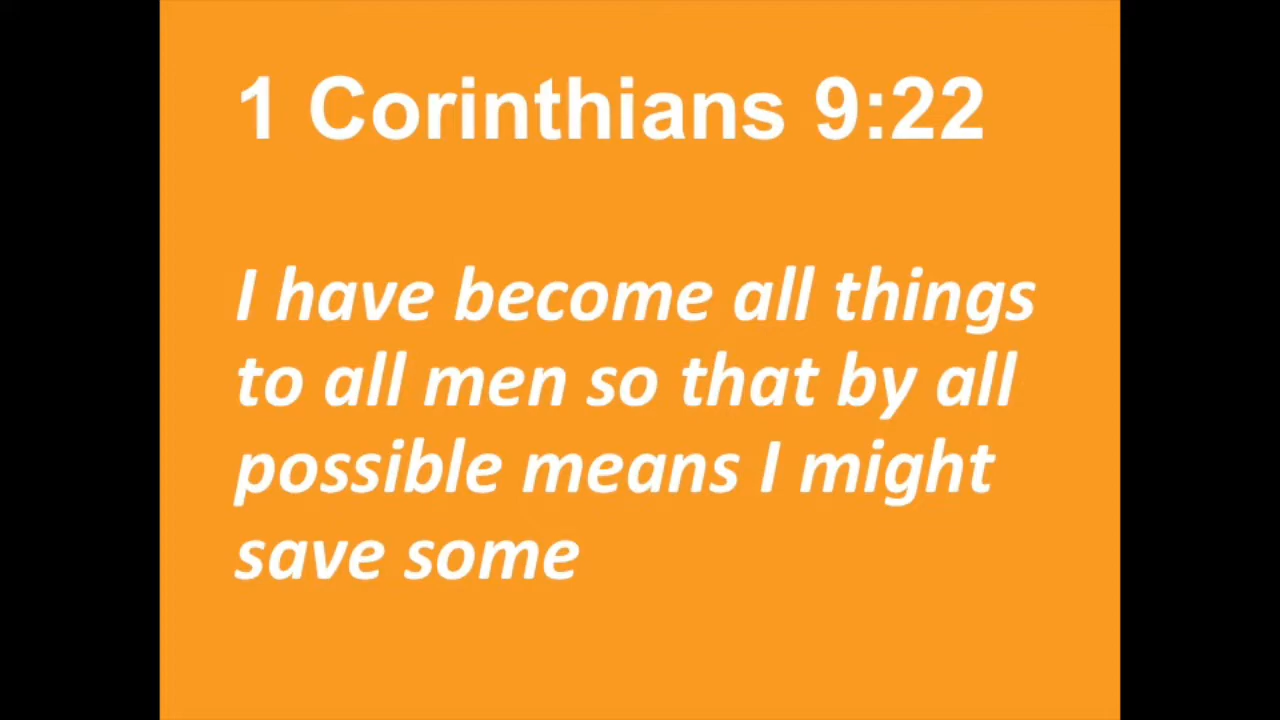 1 Corinthians 9:22
I have become all things
to all men so that by all
possible means I might
save some